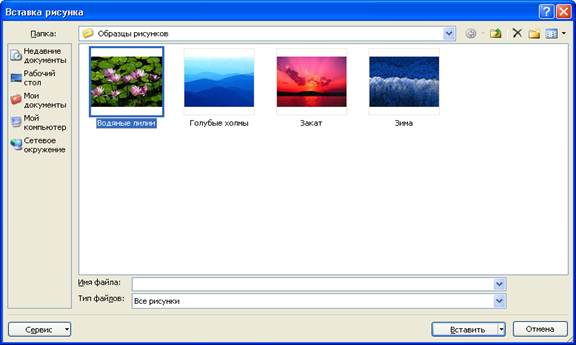 Вставка рисунка
Папка:
Образцы рисунков
Недавние
документы
Рабочий
стол
Мои
документы
Мой
компьютер
Сетевое
окружение
Водяные лилии
Голубые холмы
Закат
Зима
Имя файла:
Тип файлов:
Все рисунки
Сервис
Вставить
Отмена